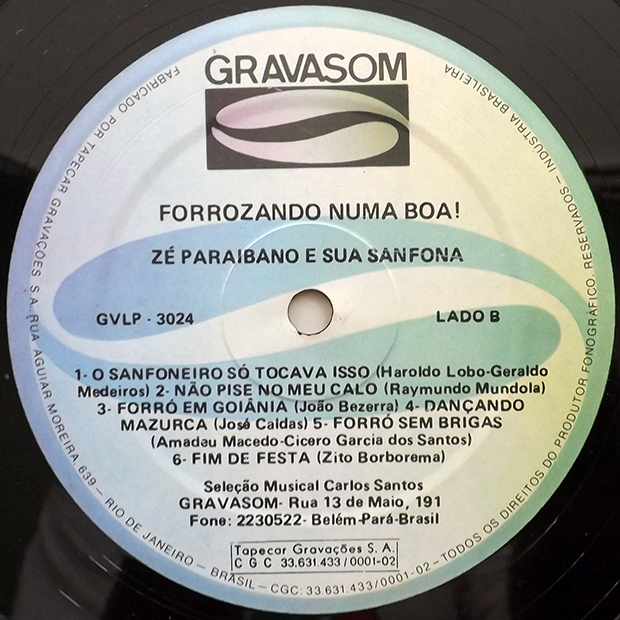 GRAVASOM
FORROZANDO NUMA BOA!
ZÉ PARAIBANO E SUA SANFONA
GVLP - 3024
LADO B
1- O SANFONEIRO SÓ TOCAVA ISSO (Haroldo Lobo-Geraldo
Medeiros) 2- NÃO PISE NO MEU CALO (Raymundo Mundola)
3- FORRÓ EM GOIÂNIA (João Bezerra) 4- DANÇANDO
MAZURCA (José Caldas) 5- FORRÓ SEM BRIGAS
(Amadeu Macedo-Cicero Garcia dos Santos)
6- FIM DE FESTA (Zito Borborema)
Seleção Musical Carlos Santos
GRAVASOM- Rua 13 de Maio, 191
Fone: 2230522- Belém-Pará-Brasil
Tapecar Gravações S. A.
C G C 33.631.433 /0001-02
FABRICADO POR TAPECAR GRAVAÇÕES S. A. RUA AGUIAR MOREIRA, 639 - RIO DE JANEIRO - BRASIL - CGC: 33.631.433/0001-02 - TODOS OS DIREITOS DO PRODUTOR FONOGRÁFICO. RESERVADOS - INDUSTRIA BRASILEIRA